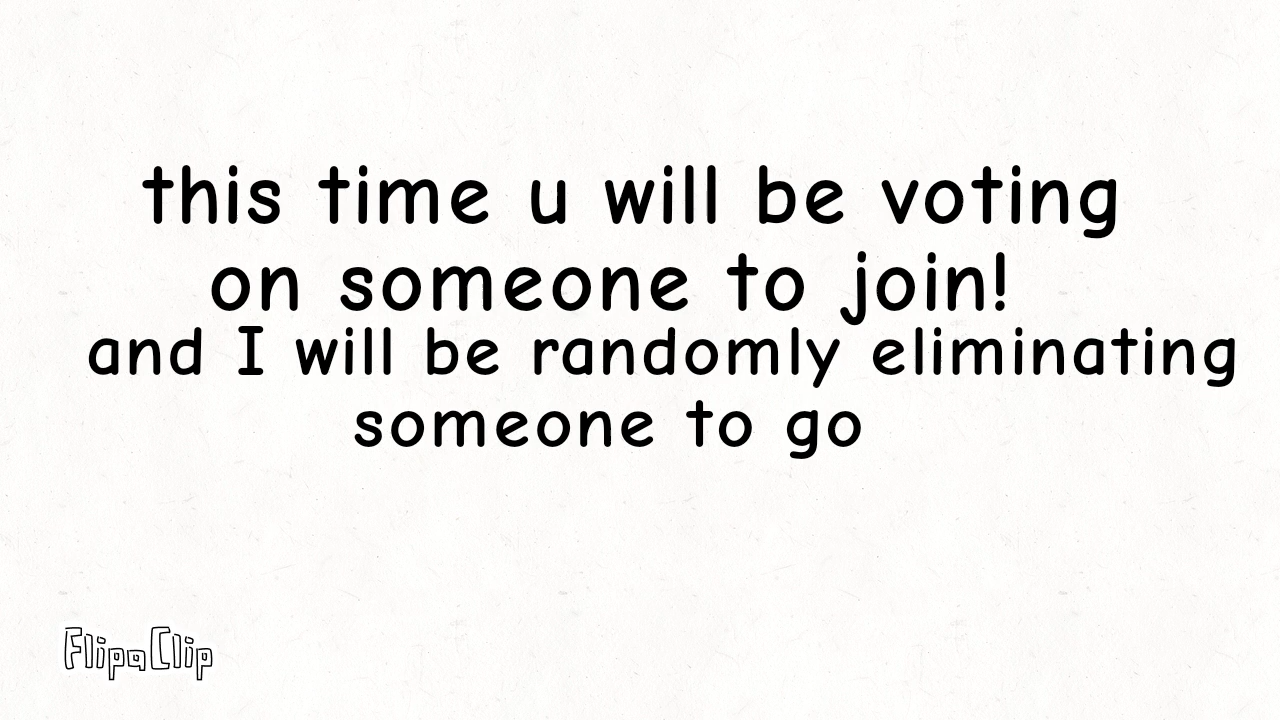 this time u will be voting
on someone to join!
and I will be randomly eliminating
someone to go
FlipaClip